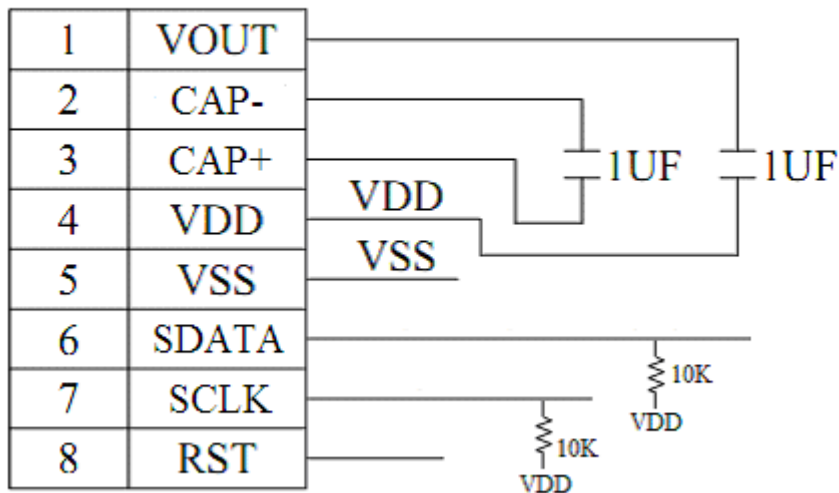 1 VOUT
2 CAP-
3 CAP+ 1UF 1UF
4 VDD VDD
5 VSS VSS
6 SDATA
10K
7 SCLK VDD
8 RST 10K
VDD